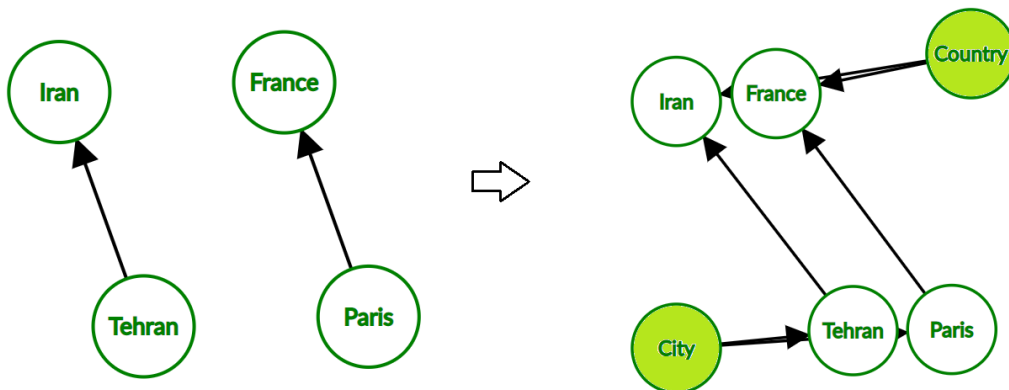 Iran
France
Tehran
Paris
Country
Iran
France
City
Tehran
Paris